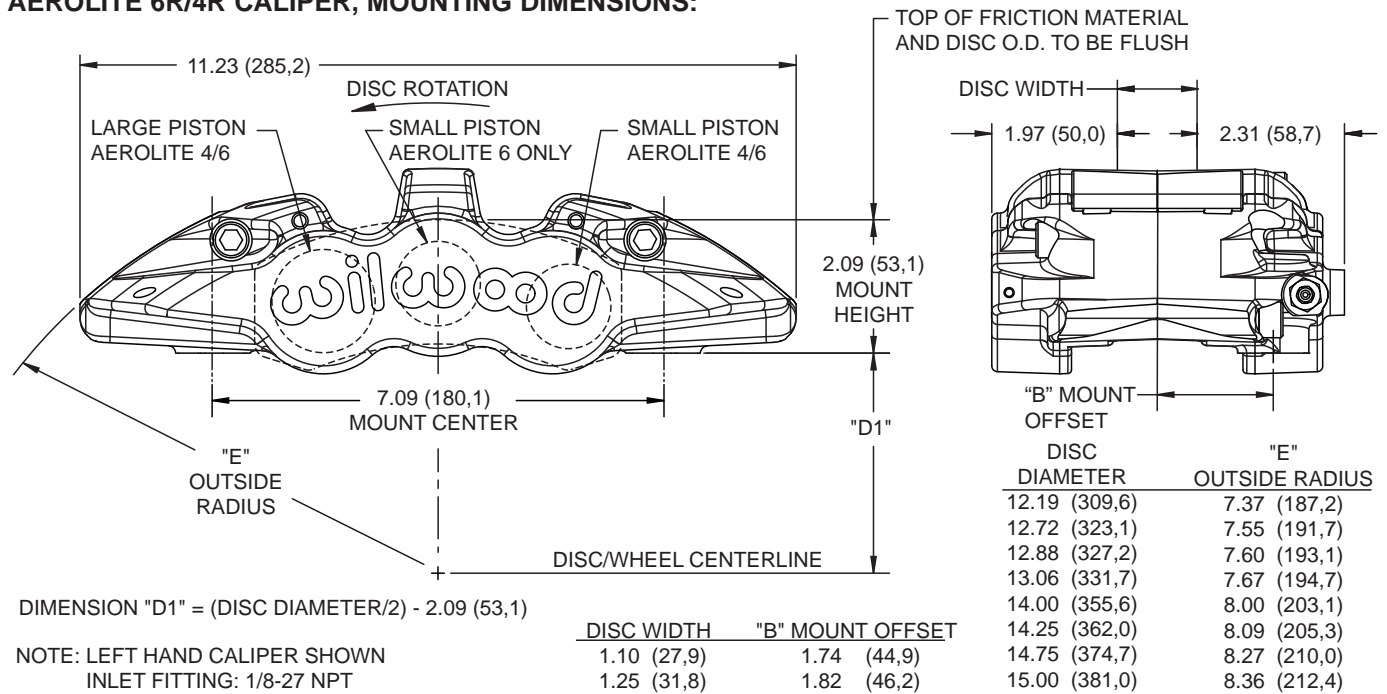 AEROLITE 6R/4R CALIPER, MOUNTING DIMENSIONS:
TOP OF FRICTION MATERIAL
AND DISC O.D. TO BE FLUSH
11.23 (285,2)
DISC ROTATION
DISC WIDTH
LARGE PISTON
AEROLITE 4/6
SMALL PISTON
AEROLITE 6 ONLY
SMALL PISTON
AEROLITE 4/6
1.97 (50,0)
2.31 (58,7)
wilwood
2.09 (53,1)
MOUNT
HEIGHT
7.09 (180,1)
MOUNT CENTER
"D1"
"E"
OUTSIDE
RADIUS
DISC/WHEEL CENTERLINE
“B” MOUNT
OFFSET
DISC DIAMETER "E" OUTSIDE RADIUS
12.19 (309,6) 7.37 (187,2)
12.72 (323,1) 7.55 (191,7)
12.88 (327,2) 7.60 (193,1)
13.06 (331,7) 7.67 (194,7)
14.00 (355,6) 8.00 (203,1)
14.25 (362,0) 8.09 (205,3)
14.75 (374,7) 8.27 (210,0)
15.00 (381,0) 8.36 (212,4)
DIMENSION "D1" = (DISC DIAMETER/2) - 2.09 (53,1)
NOTE: LEFT HAND CALIPER SHOWN
INLET FITTING: 1/8-27 NPT
DISC WIDTH "B" MOUNT OFFSET
1.10 (27,9) 1.74 (44,9)
1.25 (31,8) 1.82 (46,2)